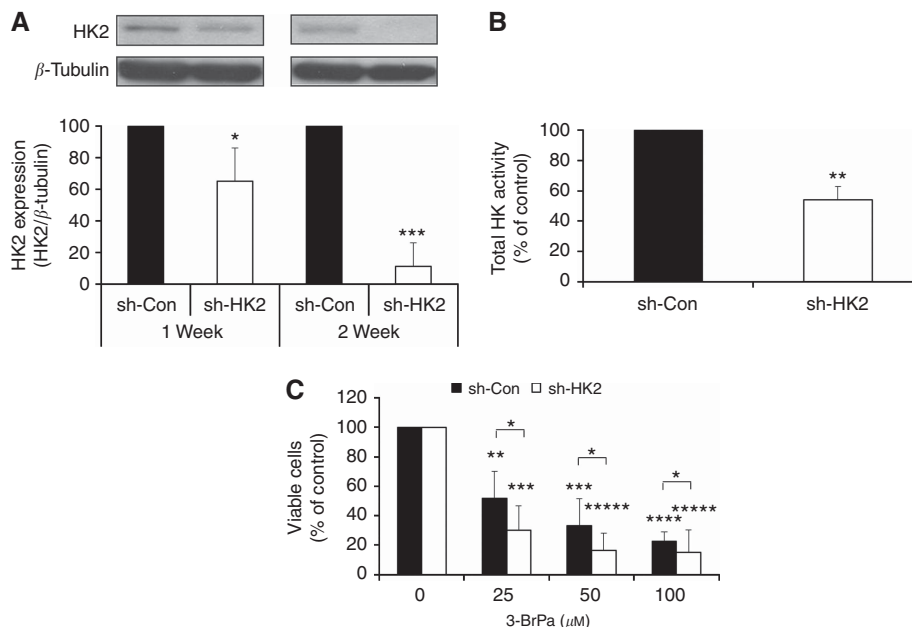 A
HK2
β-Tubulin
HK2 expression
(HK2/β-tubulin)
100
80
60
40
20
0
*
***
sh-Con sh-HK2 sh-Con sh-HK2
1 Week 2 Week
B
Total HK activity
(% of control)
100
80
60
40
20
0
**
sh-Con sh-HK2
C
sh-Con sh-HK2
Viable cells
(% of control)
120
100
80
60
40
20
0
* * *
** *** *** ***** **** *****
0 25 50 100
3-BrPa (μM)